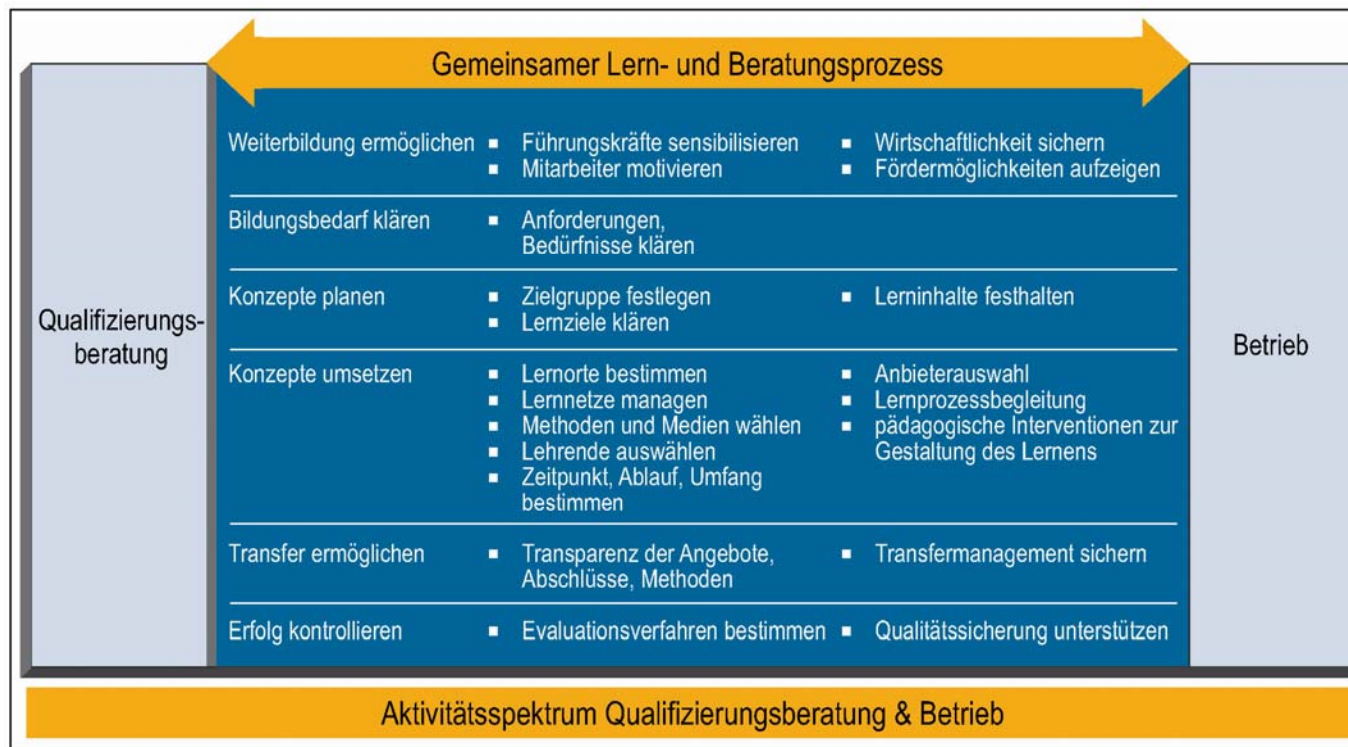 Gemeinsamer Lern- und Beratungsprozess
Qualifizierungs-
beratung
Weiterbildung ermöglichen
▪ Führungskräfte sensibilisieren
▪ Mitarbeiter motivieren
▪ Wirtschaftlichkeit sichern
▪ Fördermöglichkeiten aufzeigen
Bildungsbedarf klären
▪ Anforderungen,
Bedürfnisse klären
Konzepte planen
▪ Zielgruppe festlegen
▪ Lernziele klären
▪ Lerninhalte festhalten
Konzepte umsetzen
▪ Lernorte bestimmen
▪ Lernnetze managen
▪ Methoden und Medien wählen
▪ Lehrende auswählen
▪ Zeitpunkt, Ablauf, Umfang
bestimmen
▪ Anbieterauswahl
▪ Lernprozessbegleitung
▪ pädagogische Interventionen zur
Gestaltung des Lernens
Transfer ermöglichen
▪ Transparenz der Angebote,
Abschlüsse, Methoden
▪ Transfermanagement sichern
Erfolg kontrollieren
▪ Evaluationsverfahren bestimmen
▪ Qualitätssicherung unterstützen
Betrieb
Aktivitätsspektrum Qualifizierungsberatung & Betrieb